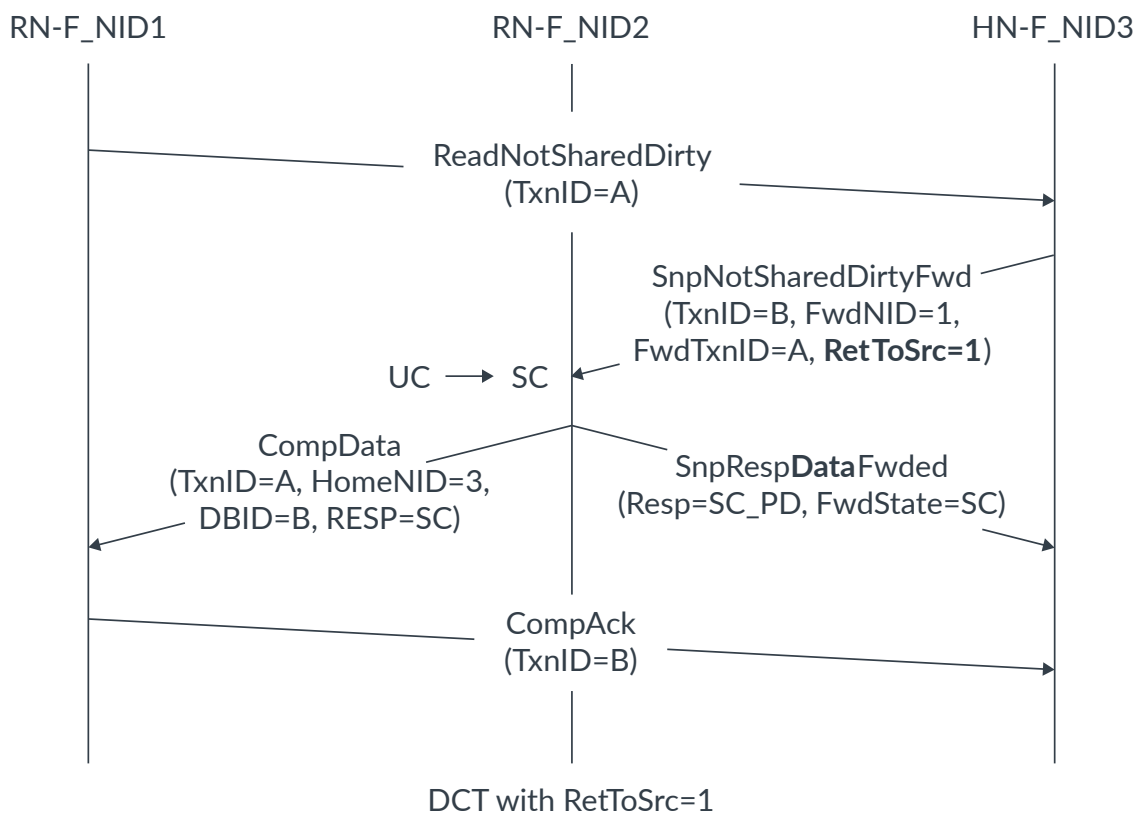 RN-F_NID1
RN-F_NID2
HN-F_NID3
ReadNotSharedDirty
(TxnID=A)
SnpNotSharedDirtyFwd
(TxnID=B, FwdNID=1,
FwdTxnID=A, RetToSrc=1)
UC
SC
CompData
(TxnID=A, HomeNID=3,
DBID=B, RESP=SC)
SnpRespDataFwded
(Resp=SC_PD, FwdState=SC)
CompAck
(TxnID=B)
DCT with RetToSrc=1